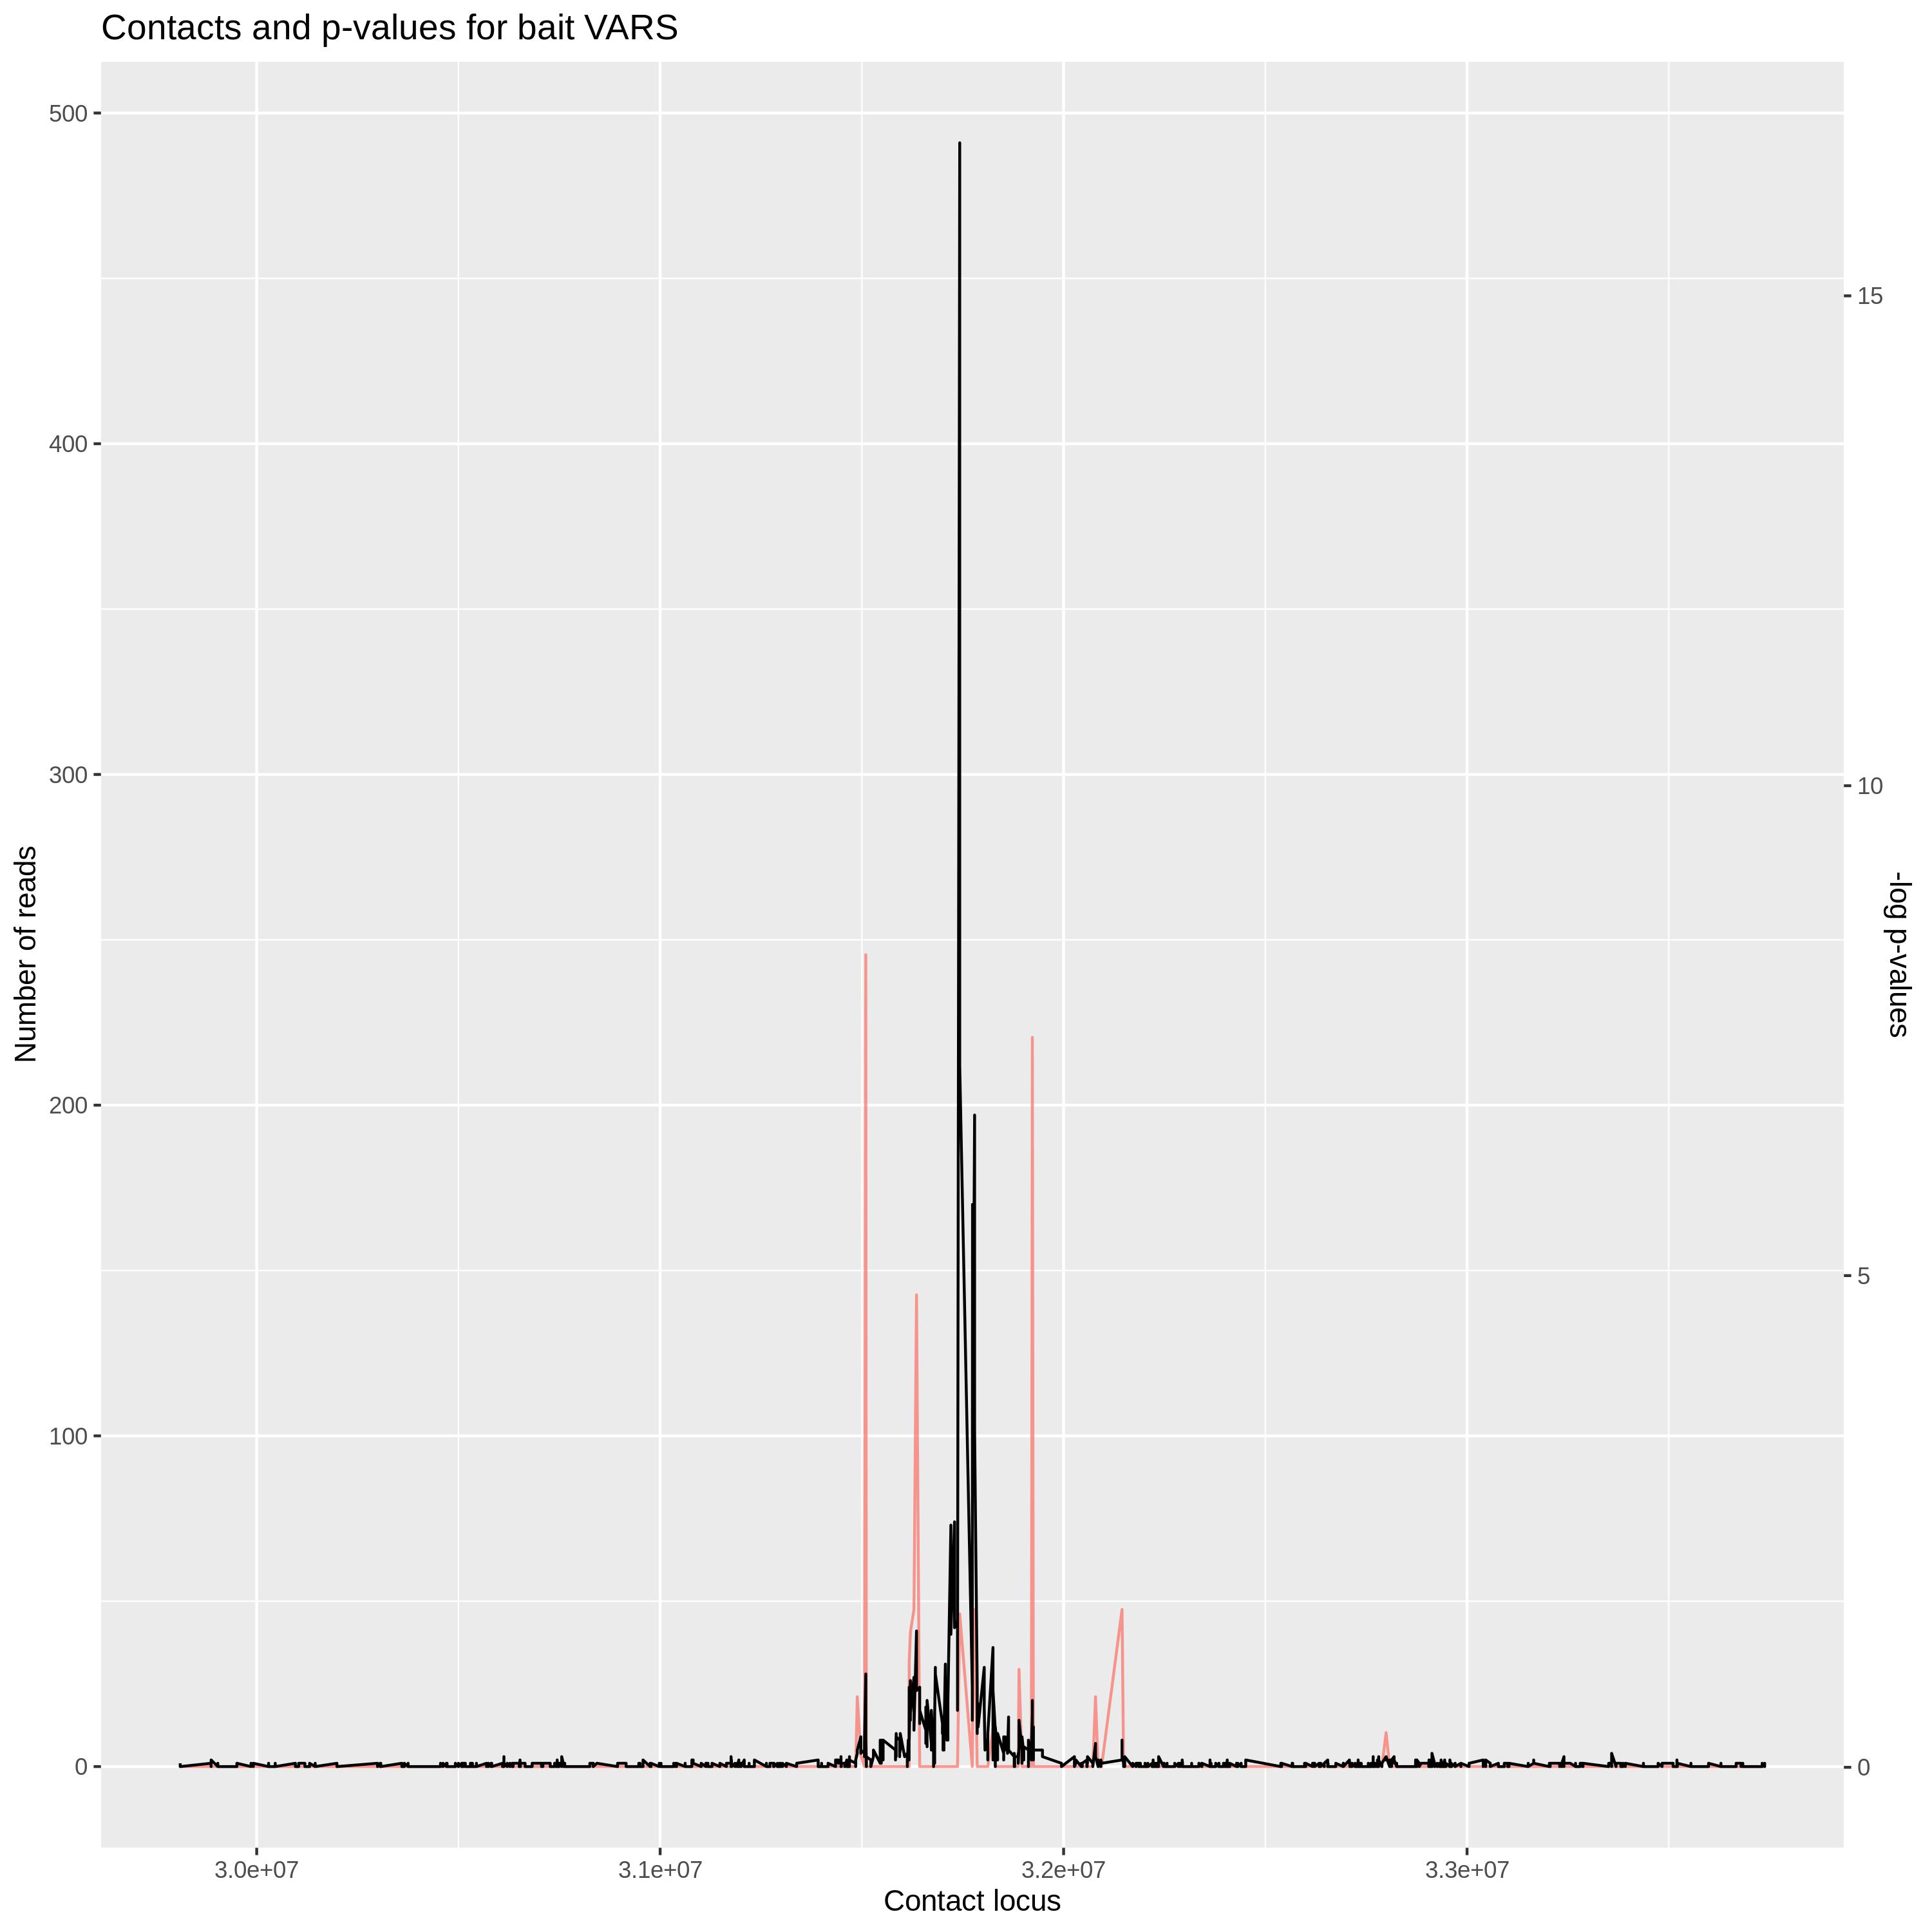 Contacts and p-values for bait VARS
500
400
300
200
100
0
Number of reads
15
10
5
0
-log p-values
3.0e+07
3.1e+07
3.2e+07
3.3e+07
Contact locus